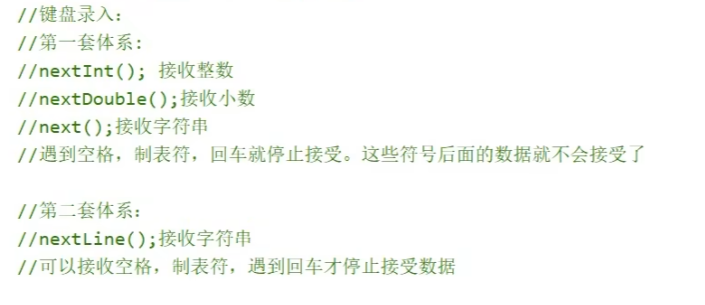 //键盘录入：
//第一套体系:
//nextInt(); 接收整数
//nextDouble();接收小数
//next();接收字符串
//遇到空格，制表符，回车就停止接受。这些符号后面的数据就不会接受了
//第二套体系：
//nextLine();接收字符串
//可以接收空格，制表符，遇到回车才停止接受数据